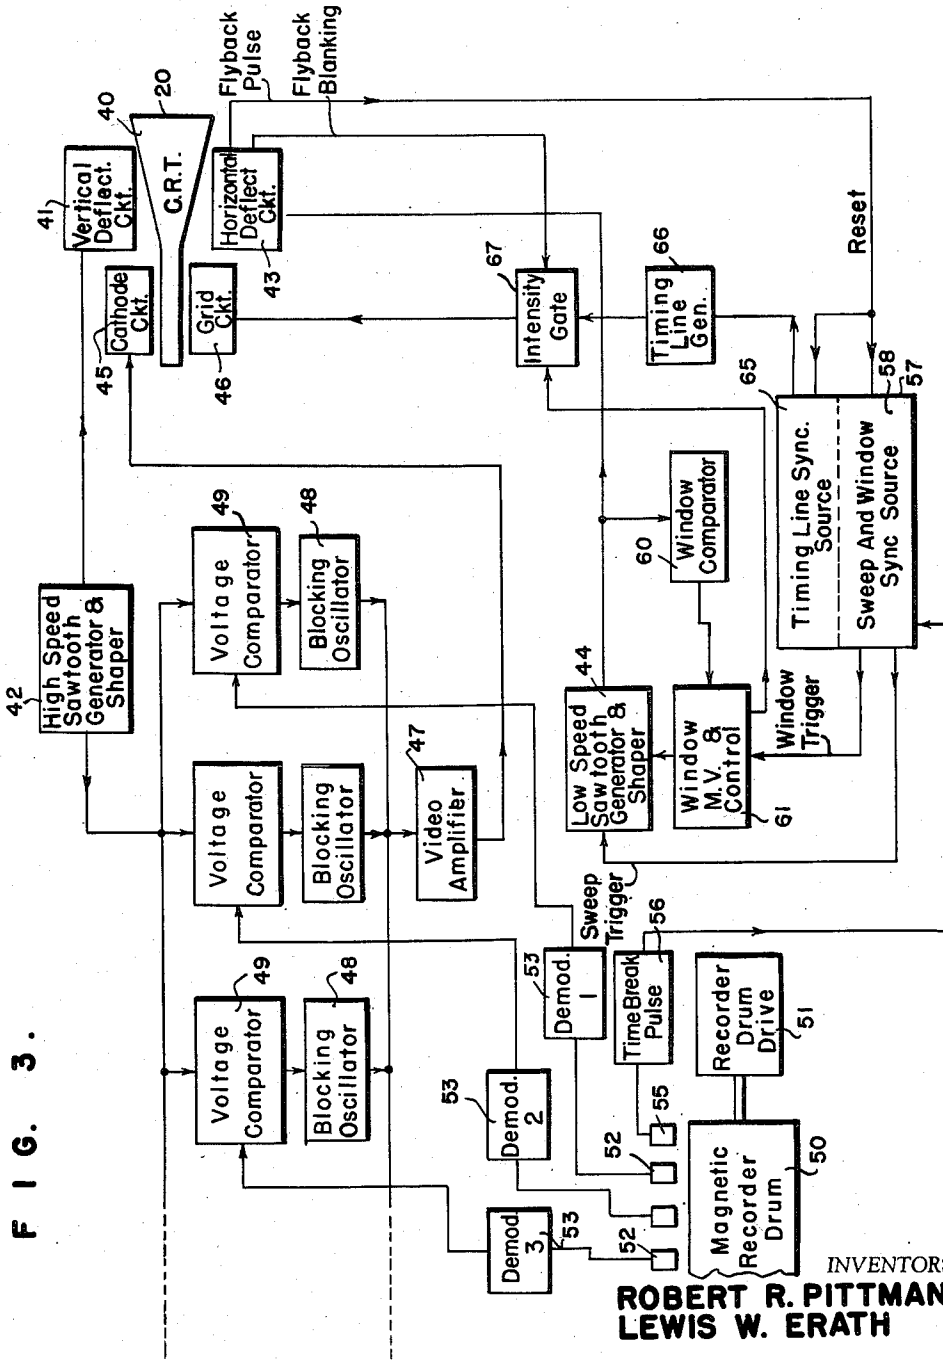 FIG. 3.
42
High Speed
Sawtooth
Generator &
Shaper
41
Vertical
Deflect.
Ckt.
45
Cathode
Ckt.
40
20
C.R.T.
Grid
Ckt.
46
Horizontal
Deflect
Ckt.
43
Flyback
Pulse
Flyback
Blanking
49
Voltage
Comparator
48
Blocking
Oscillator
Voltage
Comparator
Blocking
Oscillator
49
Voltage
Comparator
48
Blocking
Oscillator
47
Video
Amplifier
67
Intensity
Gate
66
Timing
Line
Gen.
Reset
65
Timing Line Sync.
Source
Sweep And Window
Sync Source
58
57
60
Window
Comparator
44
Low Speed
Sawtooth
Generator &
Shaper
Window
M.V. &
Control
61
Window
Trigger
Sweep
Trigger
53
Demod.
3
53
Demod.
2
53
Demod.
1
56
Time Break
Pulse
52
52
55
Magnetic
Recorder
Drum
50
Recorder
Drum
Drive
51
INVENTORS
ROBERT R. PITTMAN
LEWIS W. ERATH